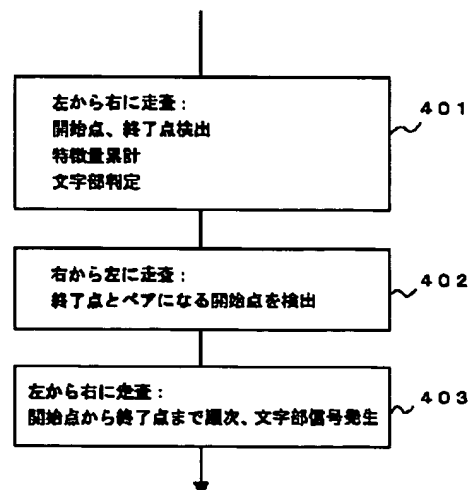 左から右に走査：
開始点、終了点検出
特徴量累計
文字部判定
４０１
右から左に走査：
終了点とペアになる開始点を検出
４０２
左から右に走査：
開始点から終了点まで順次、文字部信号発生
４０３